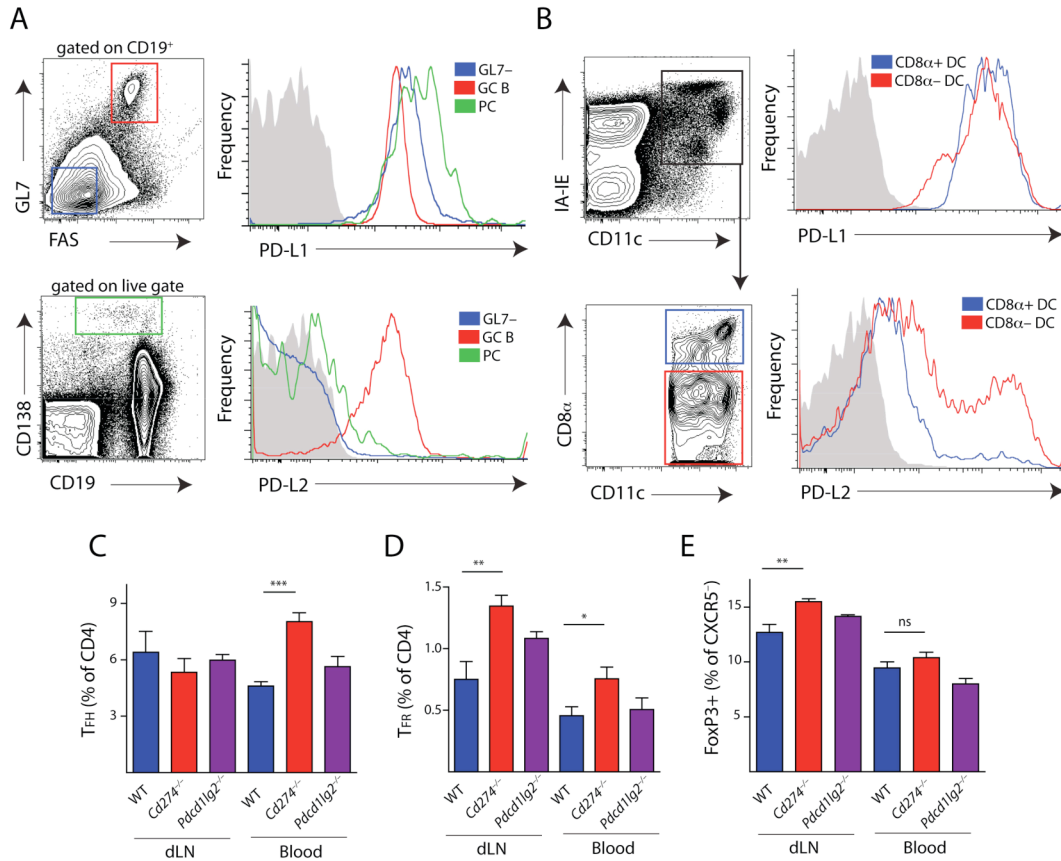 A
gated on CD19⁺
GL7
FAS
Frequency
PD-L1
GL7–
GC B
PC
gated on live gate
CD138
CD19
Frequency
PD-L2
GL7–
GC B
PC
B
IA-IE
CD11c
Frequency
PD-L1
CD8α+ DC
CD8α– DC
CD8α
CD11c
Frequency
PD-L2
CD8α+ DC
CD8α– DC
C
TFH (% of CD4)
9
6
3
***
WT
Cd274⁻/⁻
Pdcd1lg2⁻/⁻
WT
Cd274⁻/⁻
Pdcd1lg2⁻/⁻
dLN
Blood
D
TFR (% of CD4)
1.5
1.0
0.5
**
*
WT
Cd274⁻/⁻
Pdcd1lg2⁻/⁻
WT
Cd274⁻/⁻
Pdcd1lg2⁻/⁻
dLN
Blood
E
FoxP3+ (% of CXCR5⁻)
15
10
5
**
ns
WT
Cd274⁻/⁻
Pdcd1lg2⁻/⁻
WT
Cd274⁻/⁻
Pdcd1lg2⁻/⁻
dLN
Blood